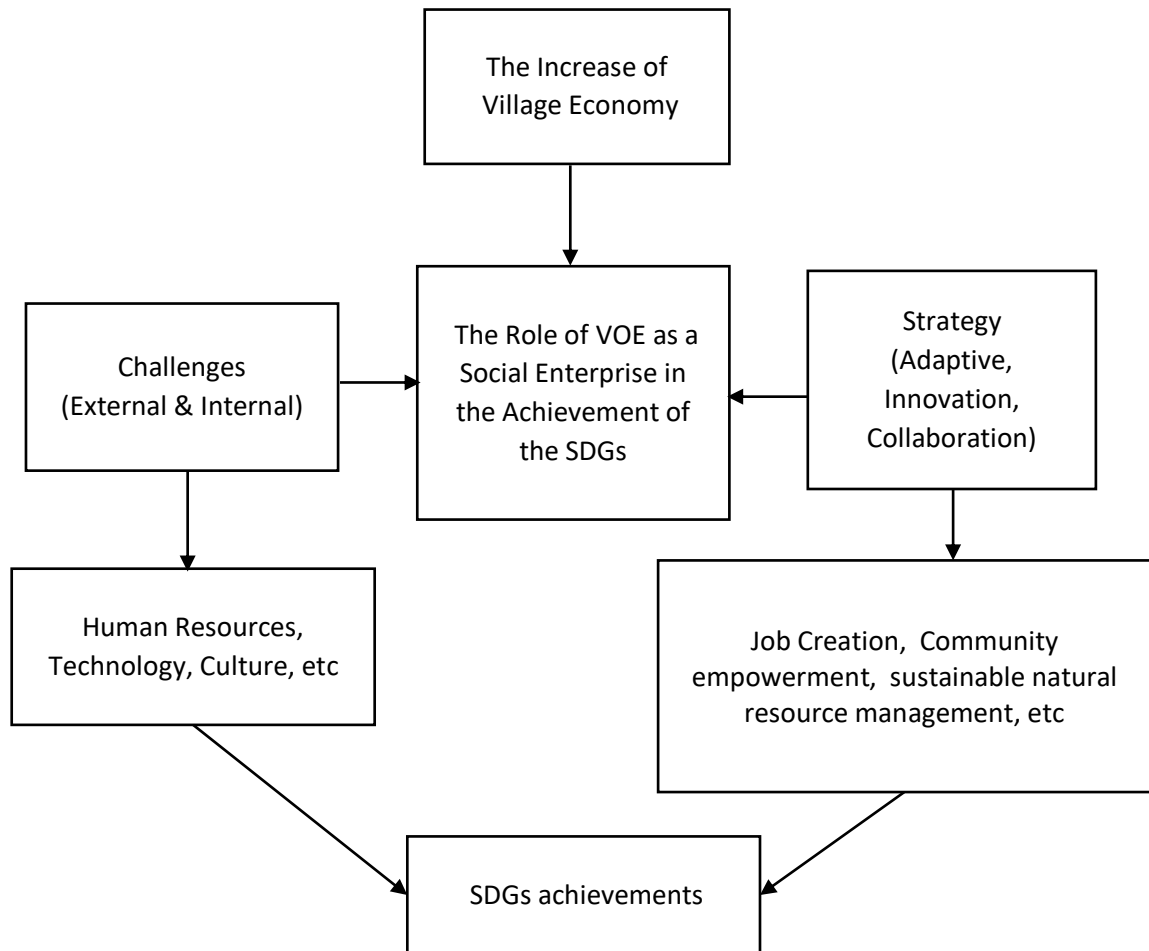 The Increase of
Village Economy
Challenges
(External & Internal)
The Role of VOE as a
Social Enterprise in
the Achievement of
the SDGs
Strategy
(Adaptive,
Innovation,
Collaboration)
Human Resources,
Technology, Culture, etc
Job Creation, Community
empowerment, sustainable natural
resource management, etc
SDGs achievements